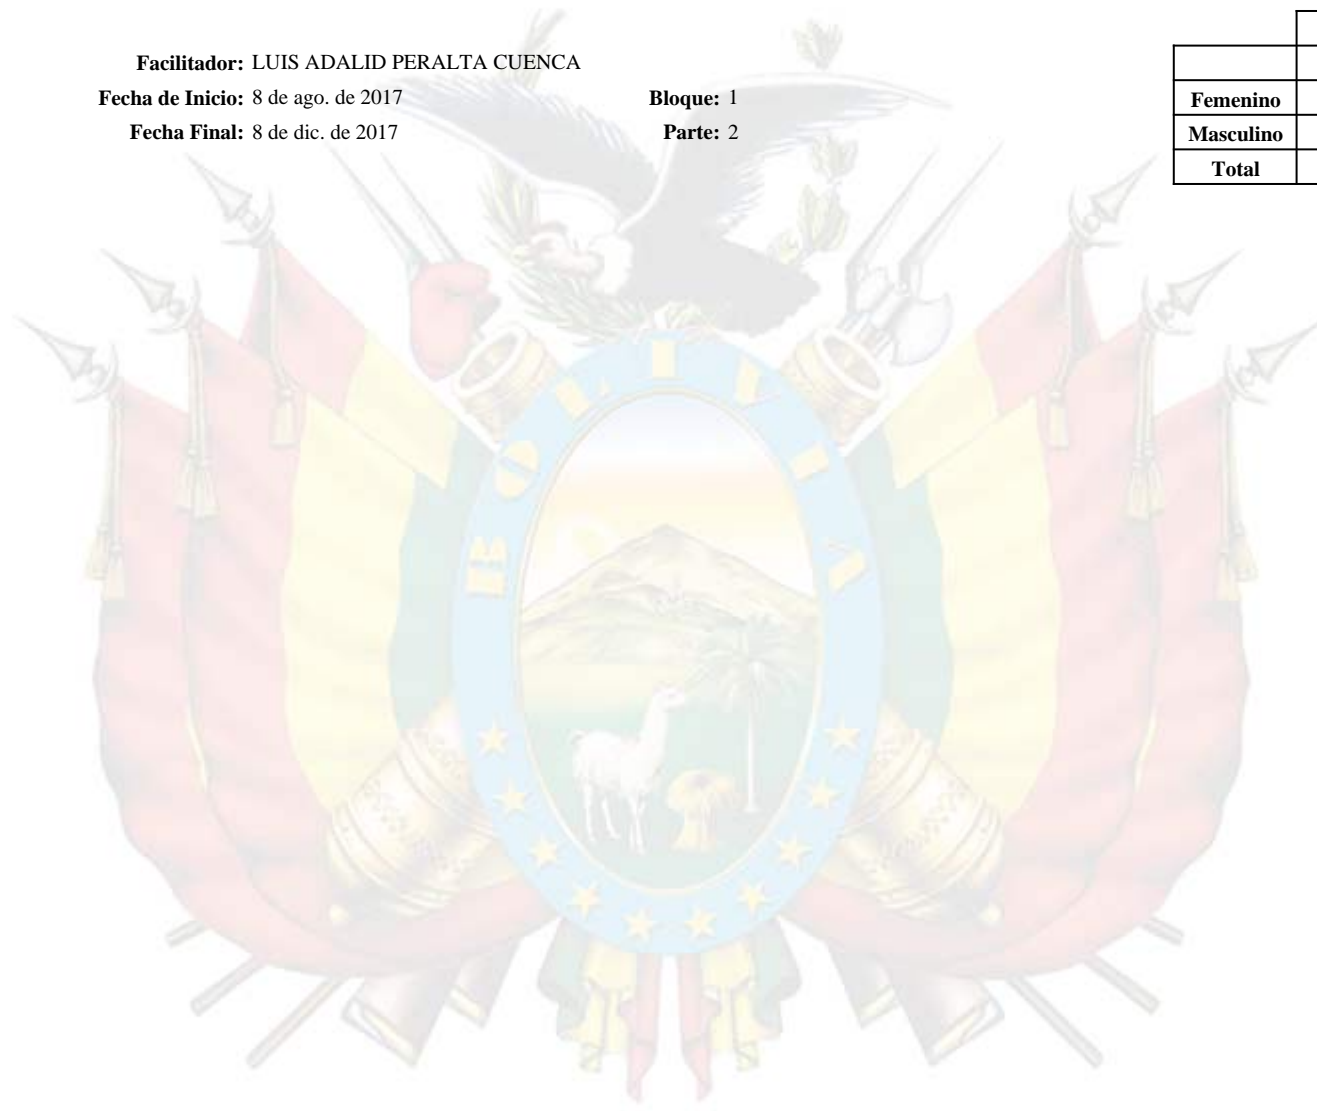 Facilitador: LUIS ADALID PERALTA CUENCA
Fecha de Inicio: 8 de ago. de 2017 Bloque: 1
Fecha Final: 8 de dic. de 2017 Parte: 2
Femenino
Masculino
Total
BOLIVIA